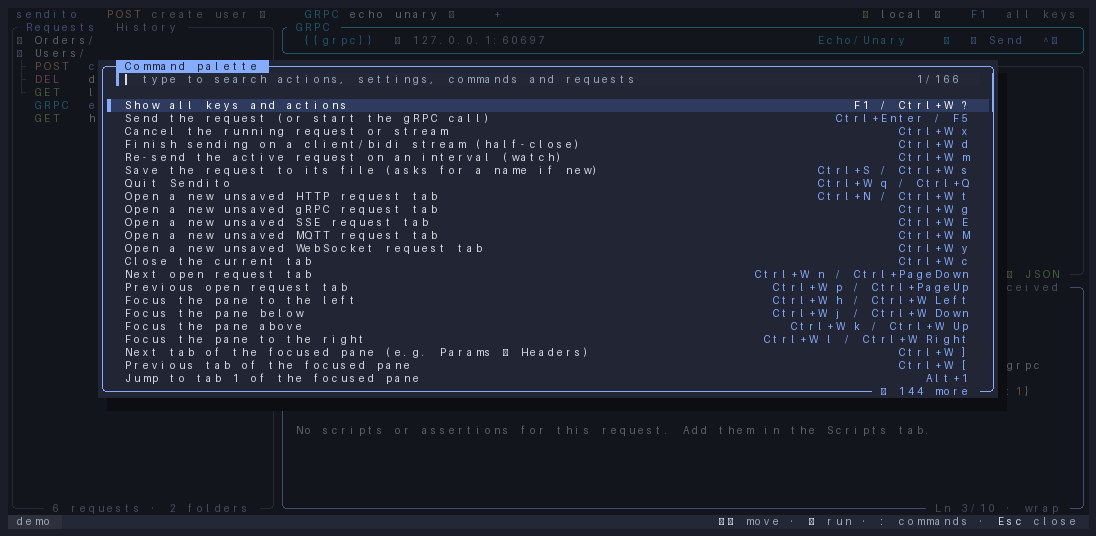 sendito POST create user GRPC echo unary + local F1 all keys
Requests History
GRPC
Orders/
{{grpc}} 127.0.0.1:60697 Echo/Unary Send
Users/
POST c
DEL d
GET l
GRPC e
GET h
Command palette
type to search actions, settings, commands and requests 1/166
Show all keys and actions F1 / Ctrl+W ?
Send the request (or start the gRPC call) Ctrl+Enter / F5
Cancel the running request or stream Ctrl+W x
Finish sending on a client/bidi stream (half-close) Ctrl+W d
Re-send the active request on an interval (watch) Ctrl+W m
Save the request to its file (asks for a name if new) Ctrl+S / Ctrl+W s
Quit Sendito Ctrl+W q / Ctrl+Q
Open a new unsaved HTTP request tab Ctrl+N / Ctrl+W t
Open a new unsaved gRPC request tab Ctrl+W g
Open a new unsaved SSE request tab Ctrl+W E
Open a new unsaved MQTT request tab Ctrl+W M
Open a new unsaved WebSocket request tab Ctrl+W y
Close the current tab Ctrl+W c
Next open request tab Ctrl+W n / Ctrl+PageDown
JSON
Previous open request tab Ctrl+W p / Ctrl+PageUp
ceived
Focus the pane to the left Ctrl+W h / Ctrl+W Left
Focus the pane below Ctrl+W j / Ctrl+W Down
Focus the pane above Ctrl+W k / Ctrl+W Up
Focus the pane to the right Ctrl+W l / Ctrl+W Right
Next tab of the focused pane (e.g. Params Headers) Ctrl+W ]
Previous tab of the focused pane Ctrl+W [
grpc
Jump to tab 1 of the focused pane Alt+1
144 more
:1}
No scripts or assertions for this request. Add them in the Scripts tab.
6 requests · 2 folders
Ln 3/10 · wrap
demo move · run · : commands · Esc close